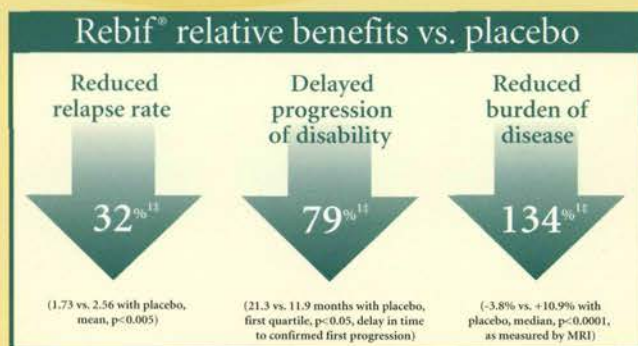 Rebif® relative benefits vs. placebo
Reduced
relapse rate
32%¹‡
(1.73 vs. 2.56 with placebo,
mean, p<0.005)
Delayed
progression
of disability
79%¹‡
(21.3 vs. 11.9 months with placebo,
first quartile, p<0.05, delay in time
to confirmed first progression)
Reduced
burden of
disease
134%¹‡
(-3.8% vs. +10.9% with
placebo, median, p<0.0001,
as measured by MRI)